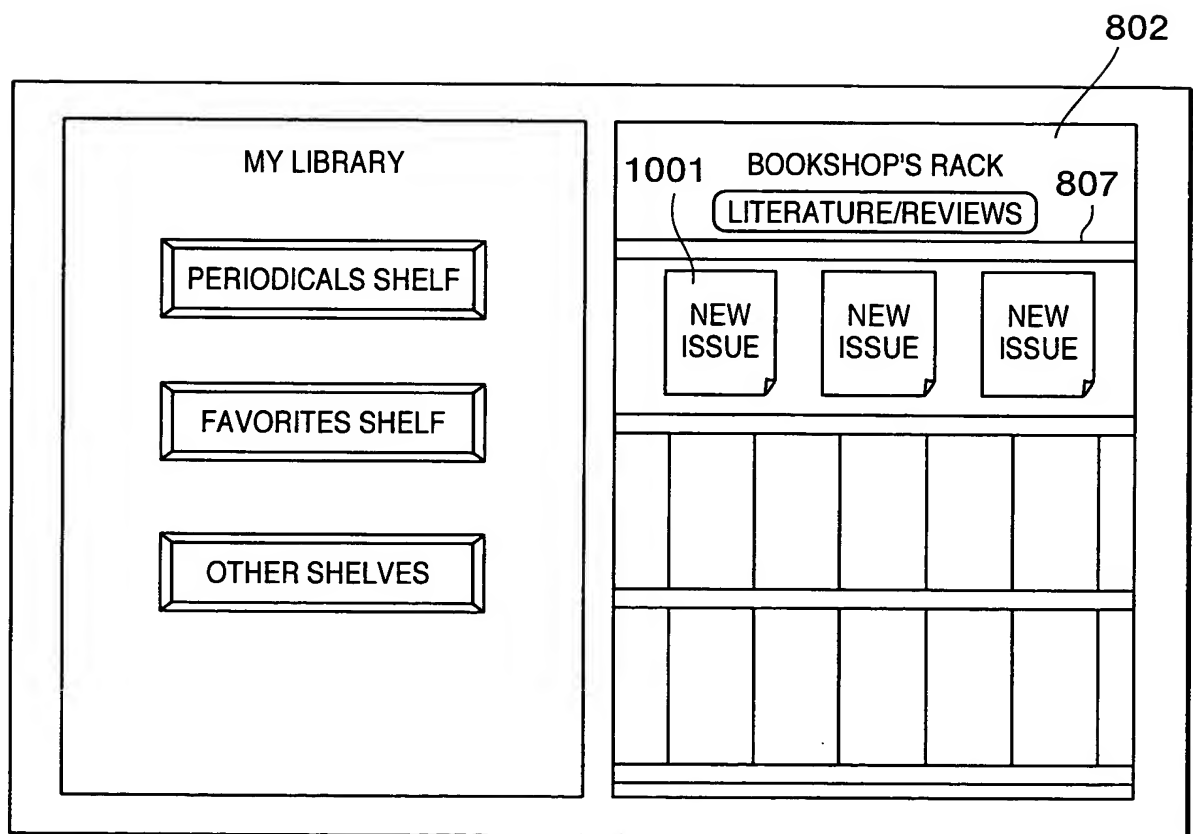 802
MY LIBRARY
PERIODICALS SHELF
FAVORITES SHELF
OTHER SHELVES
1001
BOOKSHOP'S RACK
807
LITERATURE/REVIEWS
NEW
ISSUE
NEW
ISSUE
NEW
ISSUE